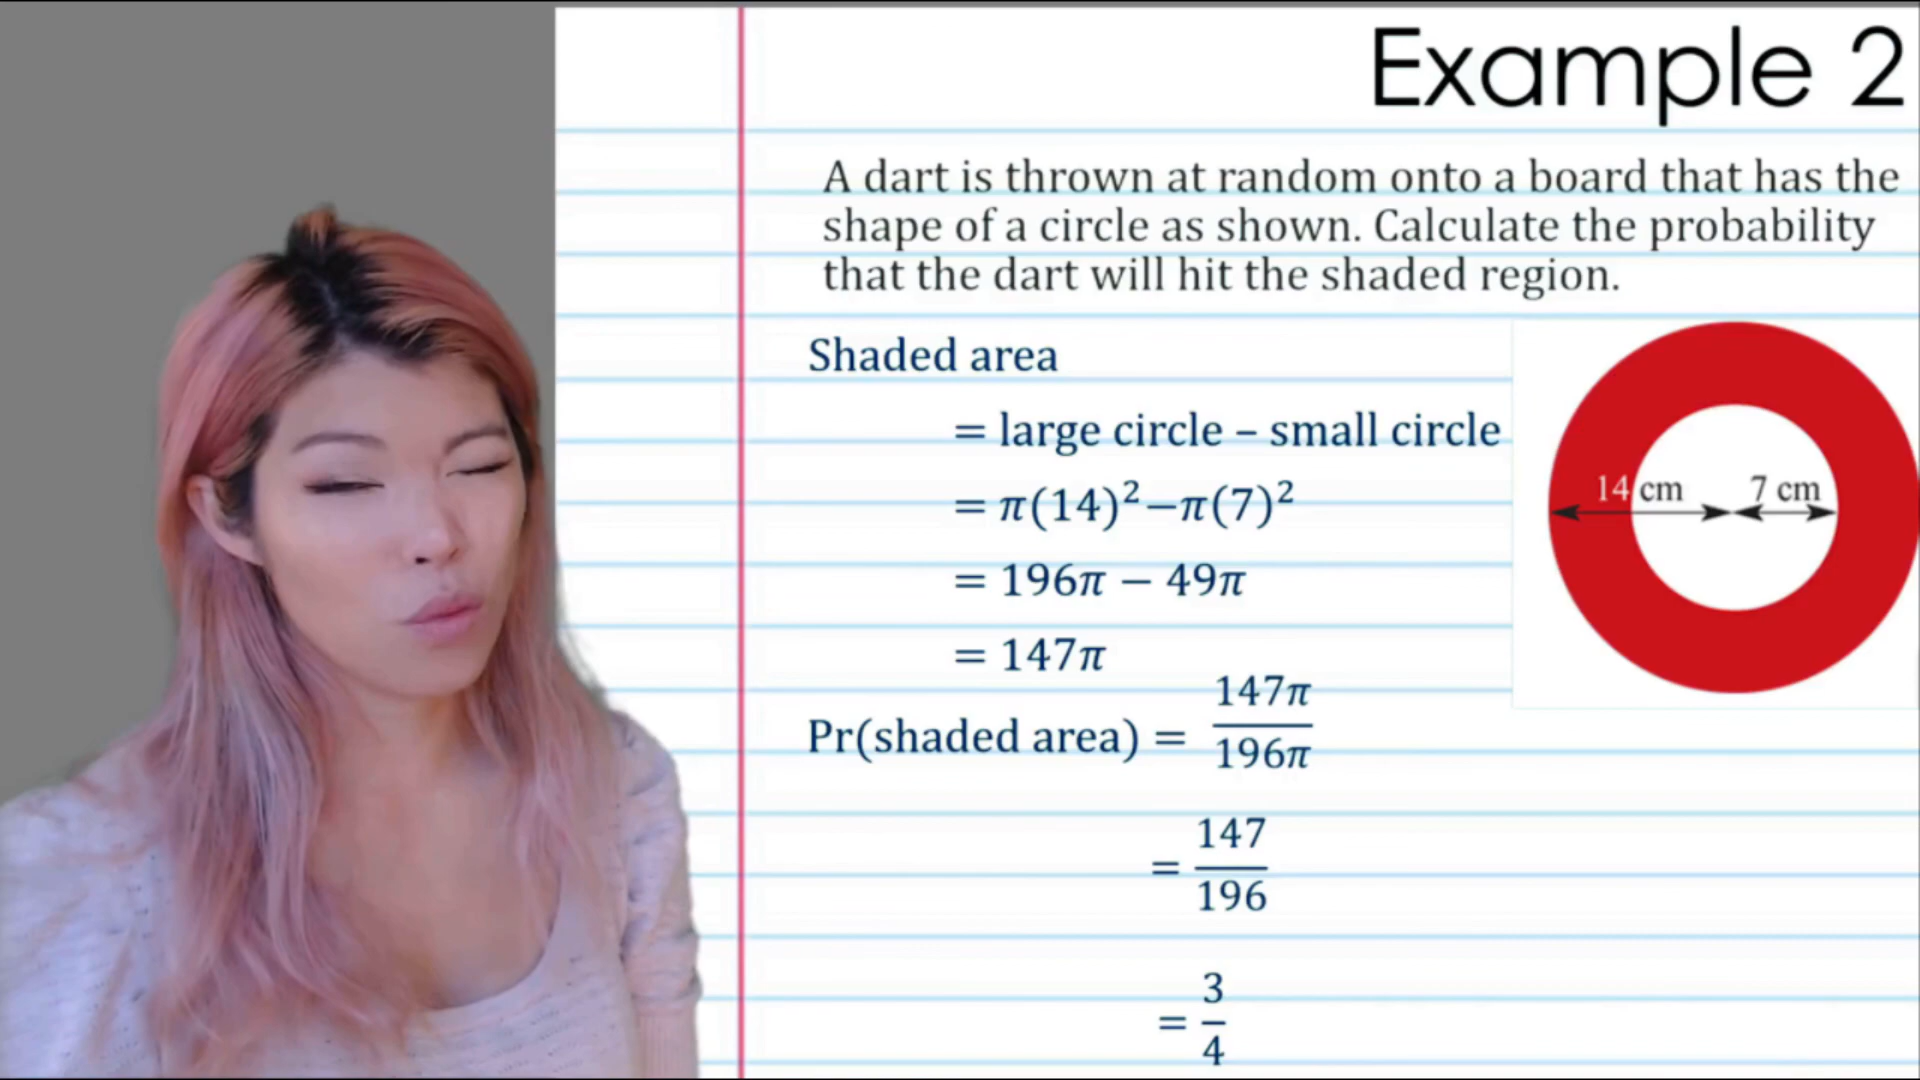 Example 2
A dart is thrown at random onto a board that has the
shape of a circle as shown. Calculate the probability
that the dart will hit the shaded region.
Shaded area
= large circle – small circle
= π(14)²−π(7)²
= 196π − 49π
= 147π
14 cm 7 cm
Pr(shaded area) = 147π/196π
= 147/196
= 3/4